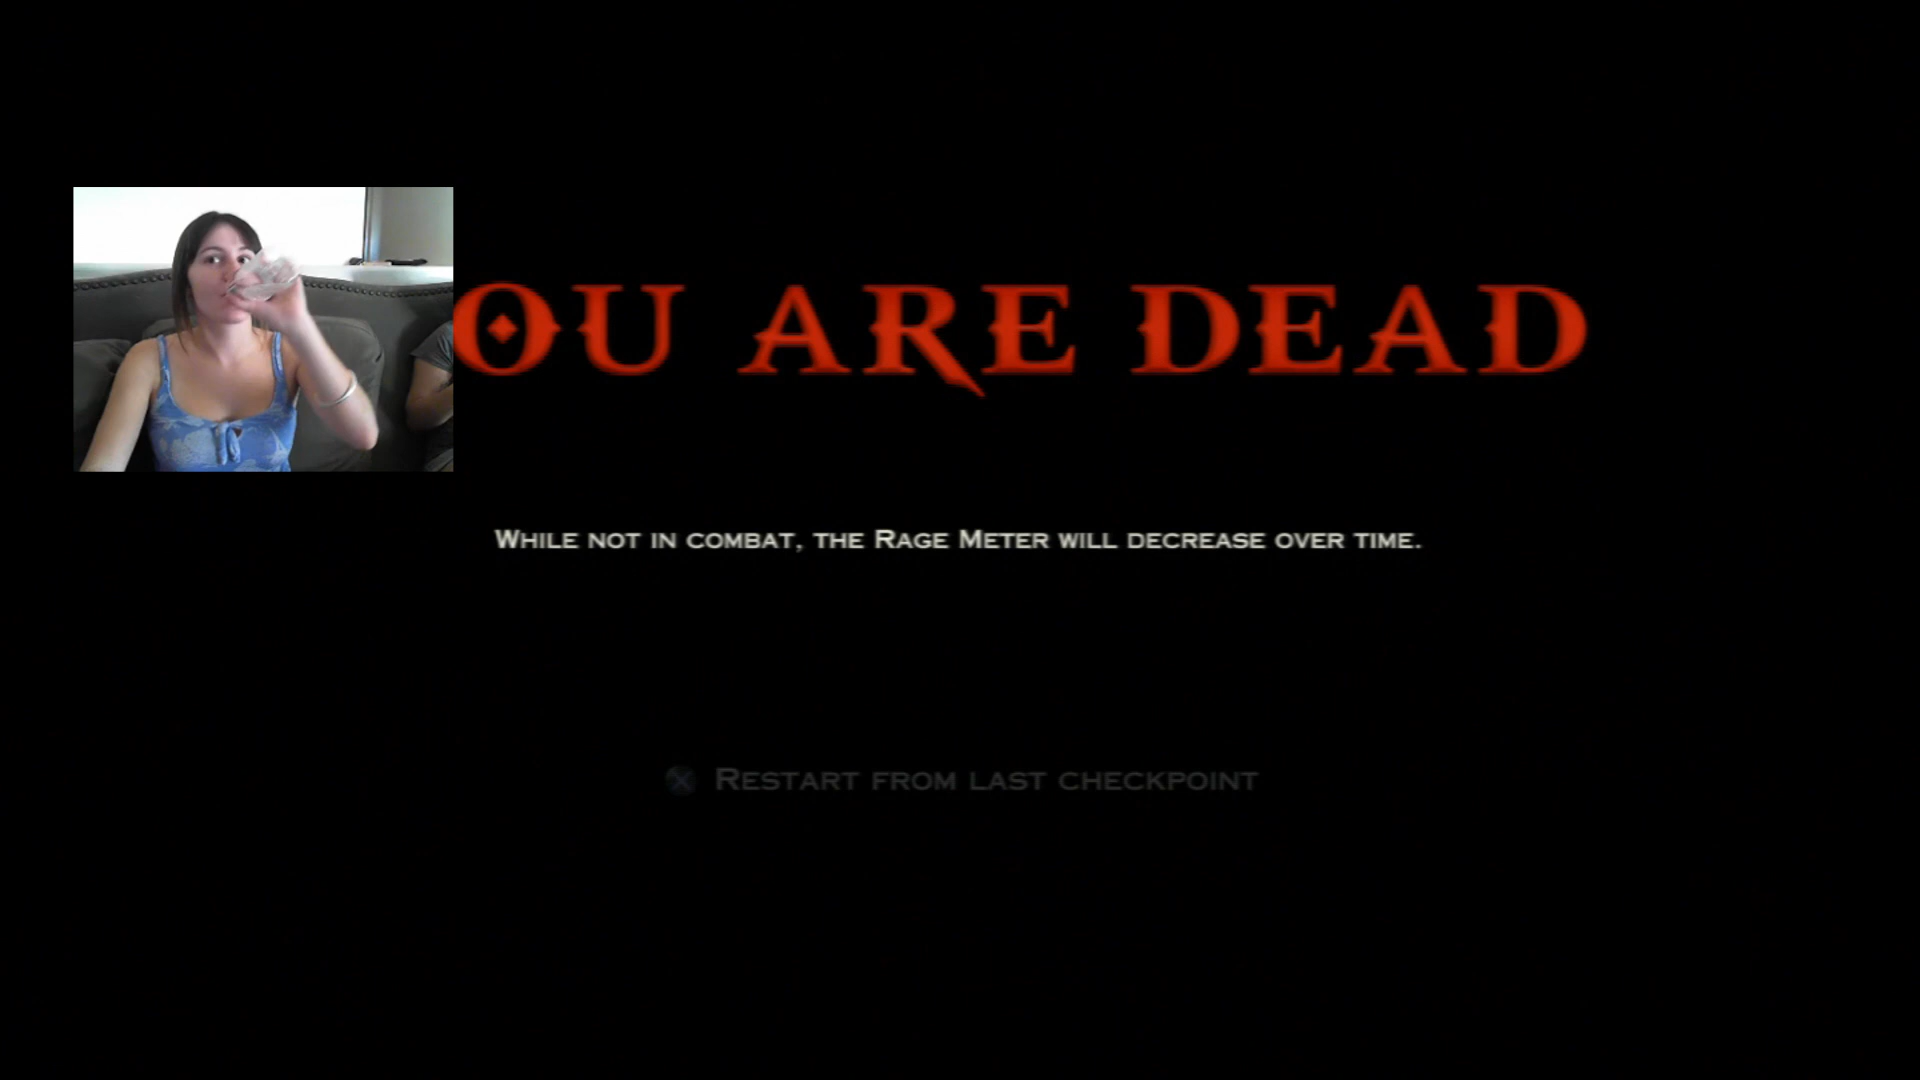 OU ARE DEAD
While not in combat, the Rage Meter will decrease over time.
Restart from last checkpoint